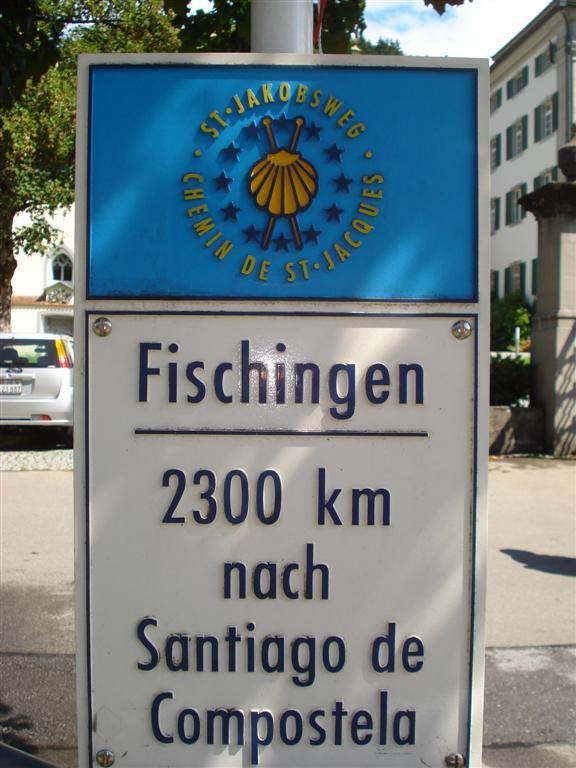 ST·JAKOBSWEG
CHEMIN DE ST·JACQUES
Fischingen
2300 km
nach
Santiago de
Compostela